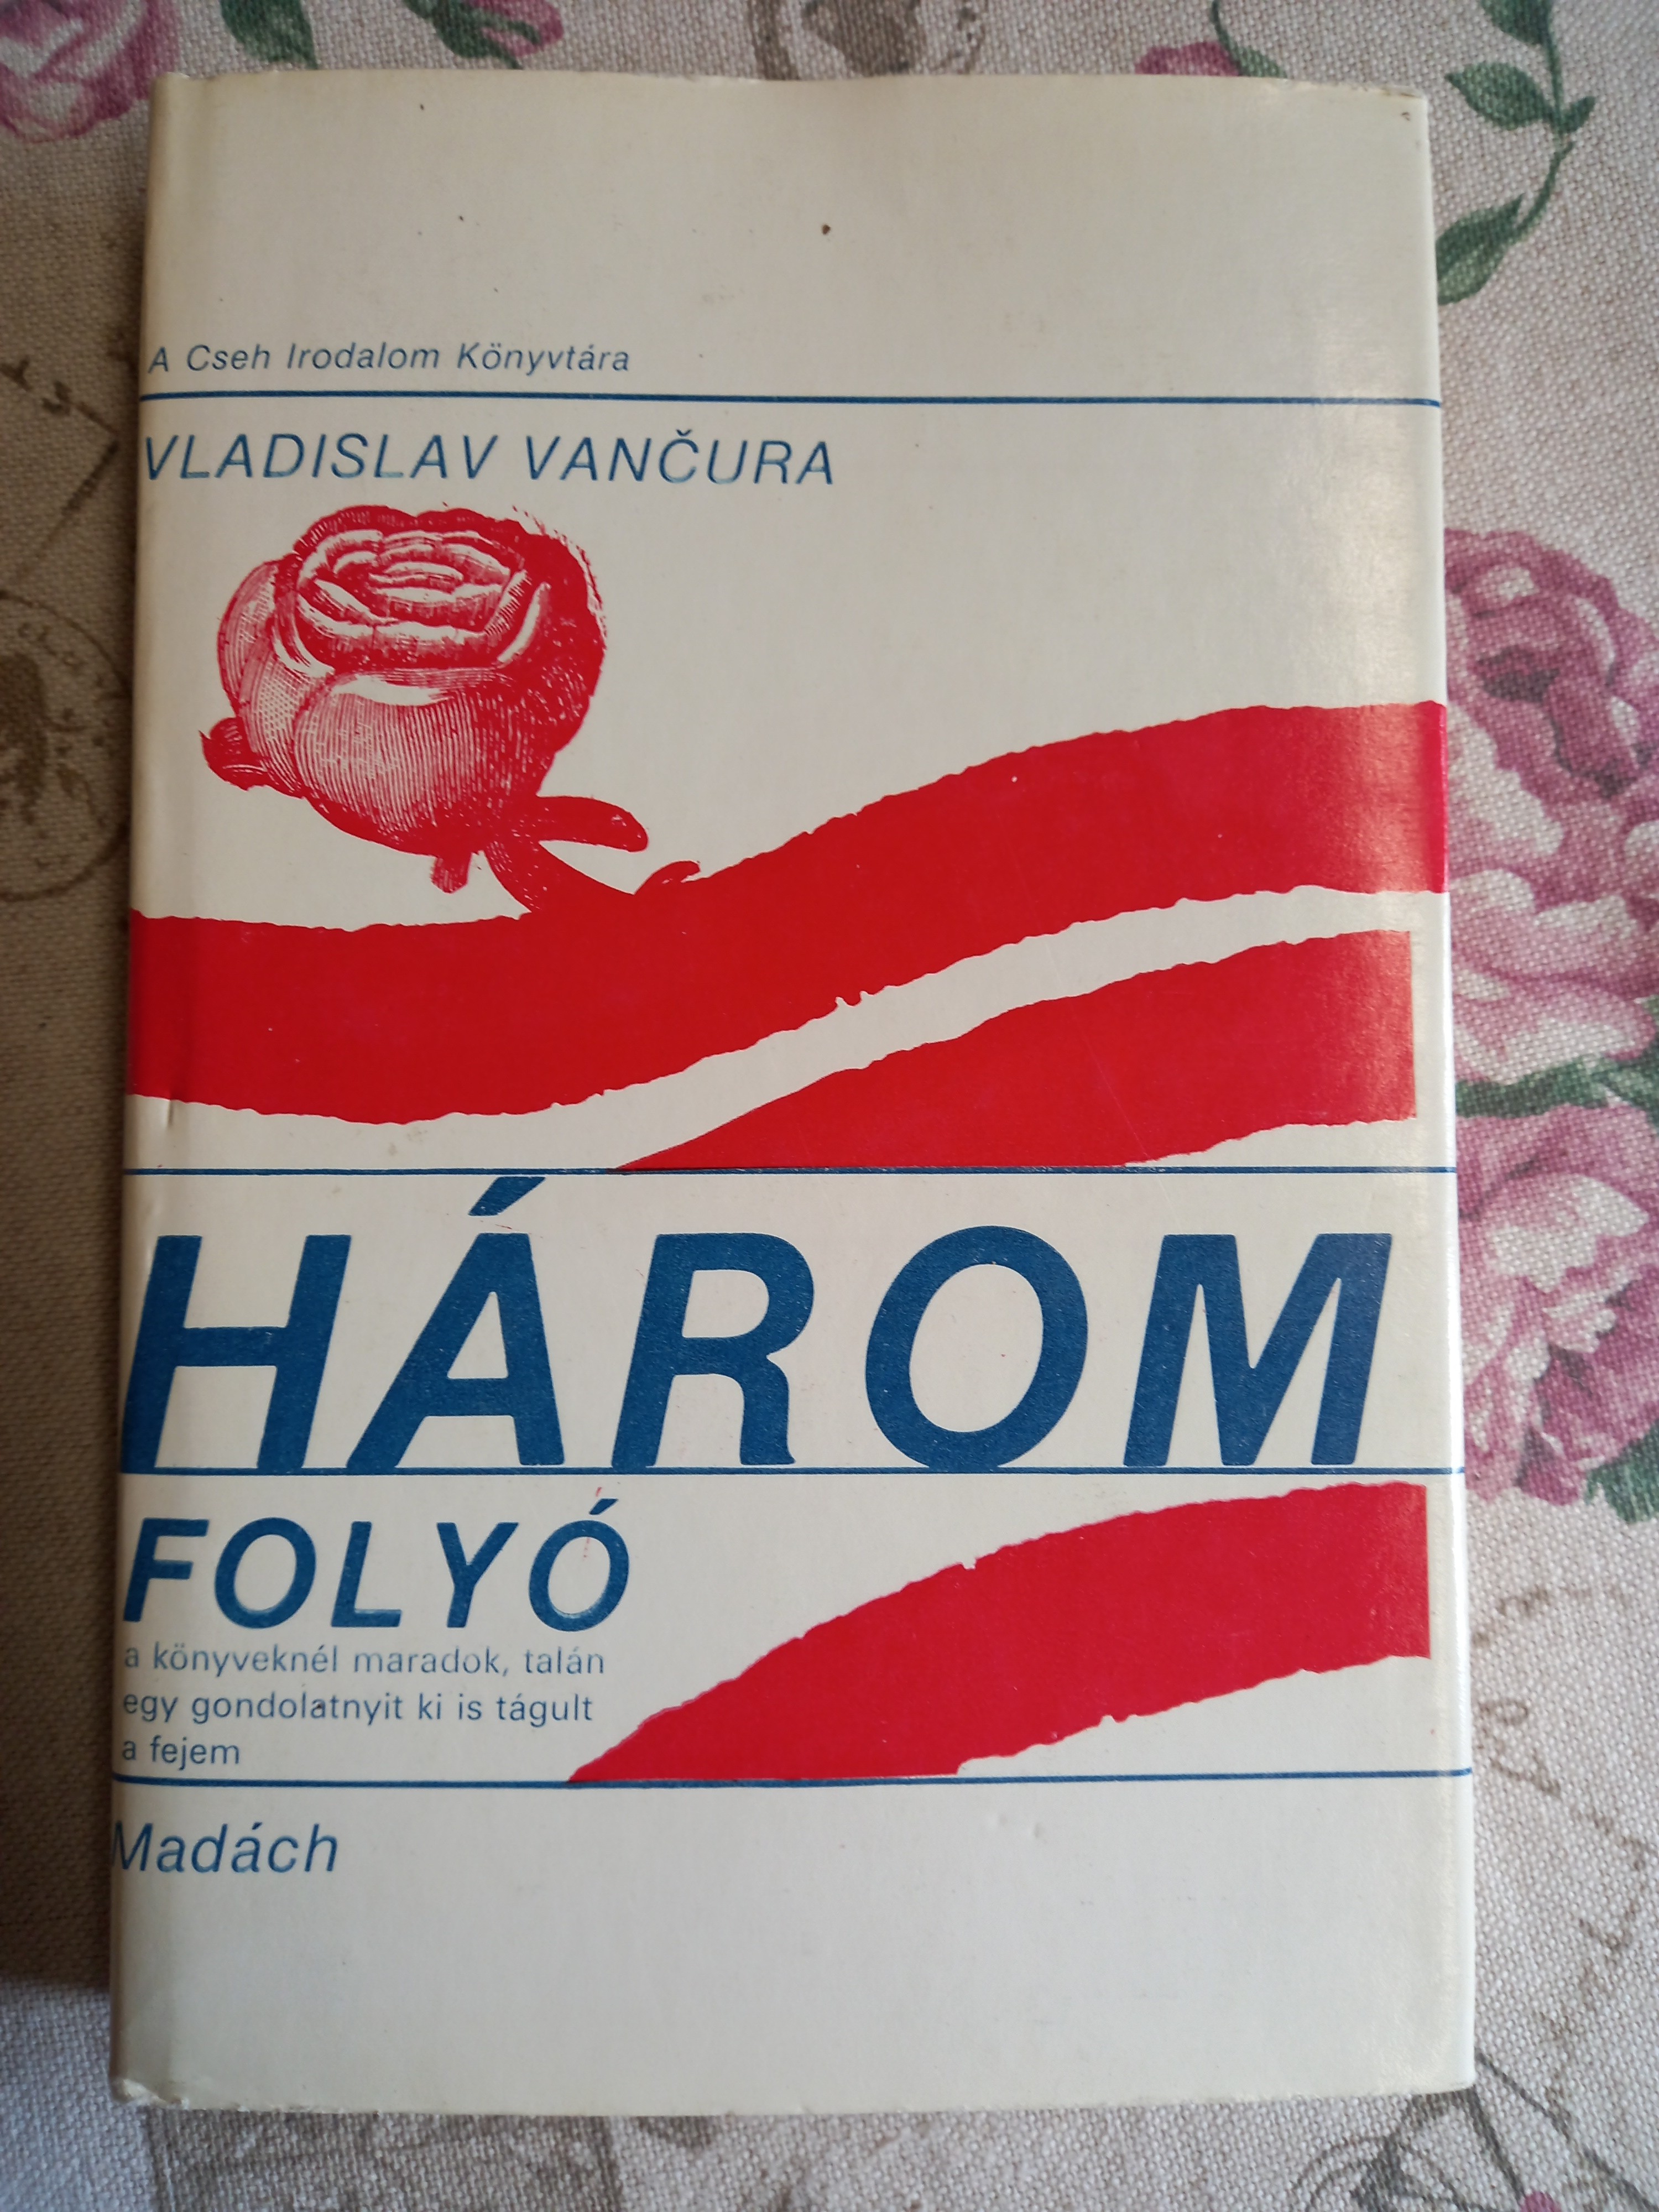 A Cseh Irodalom Könyvtára
VLADISLAV VANČURA
HÁROM
FOLYÓ
a könyveknél maradok, talán
egy gondolatnyit ki is tágult
a fejem
Madách